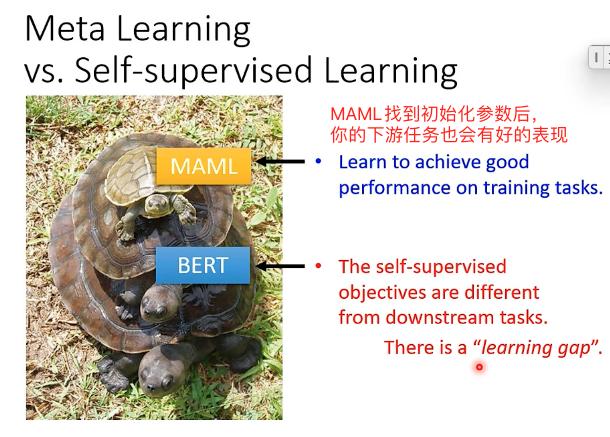 Meta Learning
vs. Self-supervised Learning
MAML找到初始化参数后，
你的下游任务也会有好的表现
MAML
• Learn to achieve good
performance on training tasks.
BERT
• The self-supervised
objectives are different
from downstream tasks.
There is a “learning gap”.